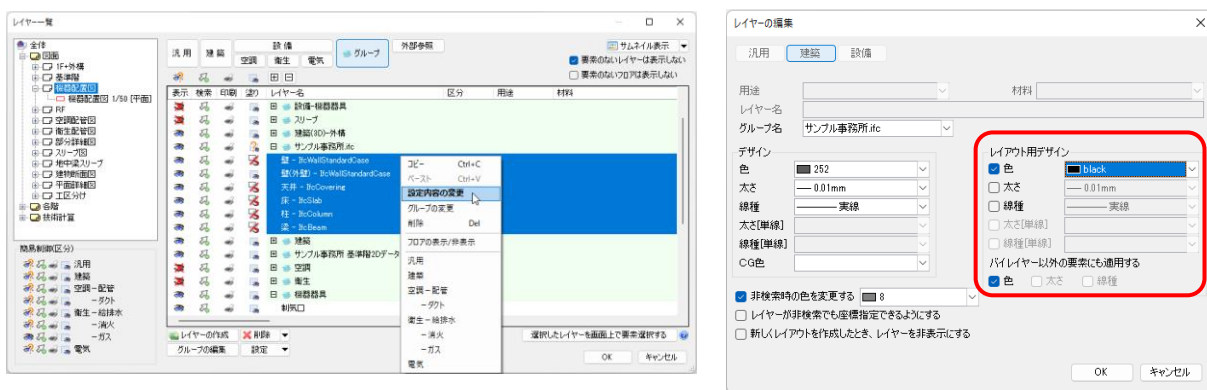 レイヤー一覧
全体
図面
1F+外構
基準階
機器配置図
機器配置図 1/50 [平面]
RF
空調配管図
衛生配管図
部分詳細図
スリーブ図
地中梁スリーブ
建物断面図
平面詳細図
工区分け
各階
技術計算
簡易制御(区分)
汎用
建築
空調-配管
-ダクト
衛生-給排水
-消火
-ガス
電気
汎用 建築 設備 空調 衛生 電気 グループ 外部参照
サムネイル表示
要素のないレイヤーは表示しない
要素のないフロアは表示しない
表示 検索 印刷 塗り レイヤー名 区分 用途 材料
設備-機器器具
スリーブ
建築(3D)-外構
サンプル事務所.ifc
壁 - IfcWallStandardCase
壁(外壁) - IfcWallStandardCase
天井 - IfcCovering
床 - IfcSlab
柱 - IfcColumn
梁 - IfcBeam
建築
サンプル事務所 基準階2Dデータ
空調
衛生
機器器具
制気口
コピー Ctrl+C
ペースト Ctrl+V
設定内容の変更
グループの変更
削除 Del
フロアの表示/非表示
汎用
建築
空調-配管
-ダクト
衛生-給排水
-消火
-ガス
電気
レイヤーの作成 削除
選択したレイヤーを画面上で要素選択する
グループの編集 設定
OK キャンセル
レイヤーの編集
汎用 建築 設備
用途 材料
レイヤー名
グループ名 サンプル事務所.ifc
デザイン
色 252
太さ 0.01mm
線種 実線
太さ[単線]
線種[単線]
CG色
レイアウト用デザイン
色 black
太さ 0.01mm
線種 実線
太さ[単線]
線種[単線]
バイレイヤー以外の要素にも適用する
色 太さ 線種
非検索時の色を変更する 8
レイヤーが非検索でも座標指定できるようにする
新しくレイアウトを作成したとき、レイヤーを非表示にする
OK キャンセル